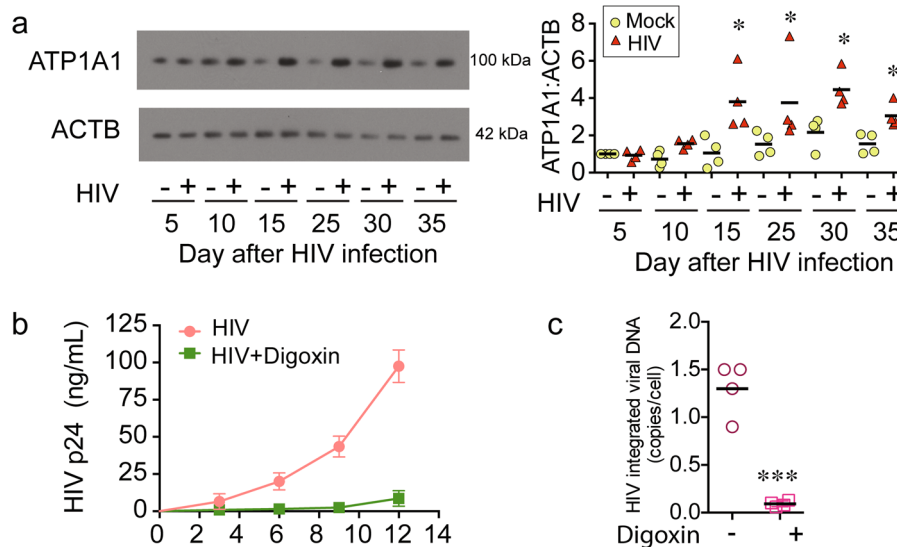 a
ATP1A1
100 kDa
ACTB
42 kDa
HIV - + - + - + - + - + - +
5 10 15 25 30 35
Day after HIV infection
Mock
HIV
ATP1A1:ACTB
8
6
4
2
0
* * * *
HIV - + - + - + - + - + - +
5 10 15 25 30 35
Day after HIV infection
b
HIV p24 (ng/mL)
125
100
75
50
25
0
HIV
HIV+Digoxin
0 2 4 6 8 10 12 14
c
HIV integrated viral DNA
(copies/cell)
2.0
1.5
1.0
0.5
0.0
***
Digoxin - +